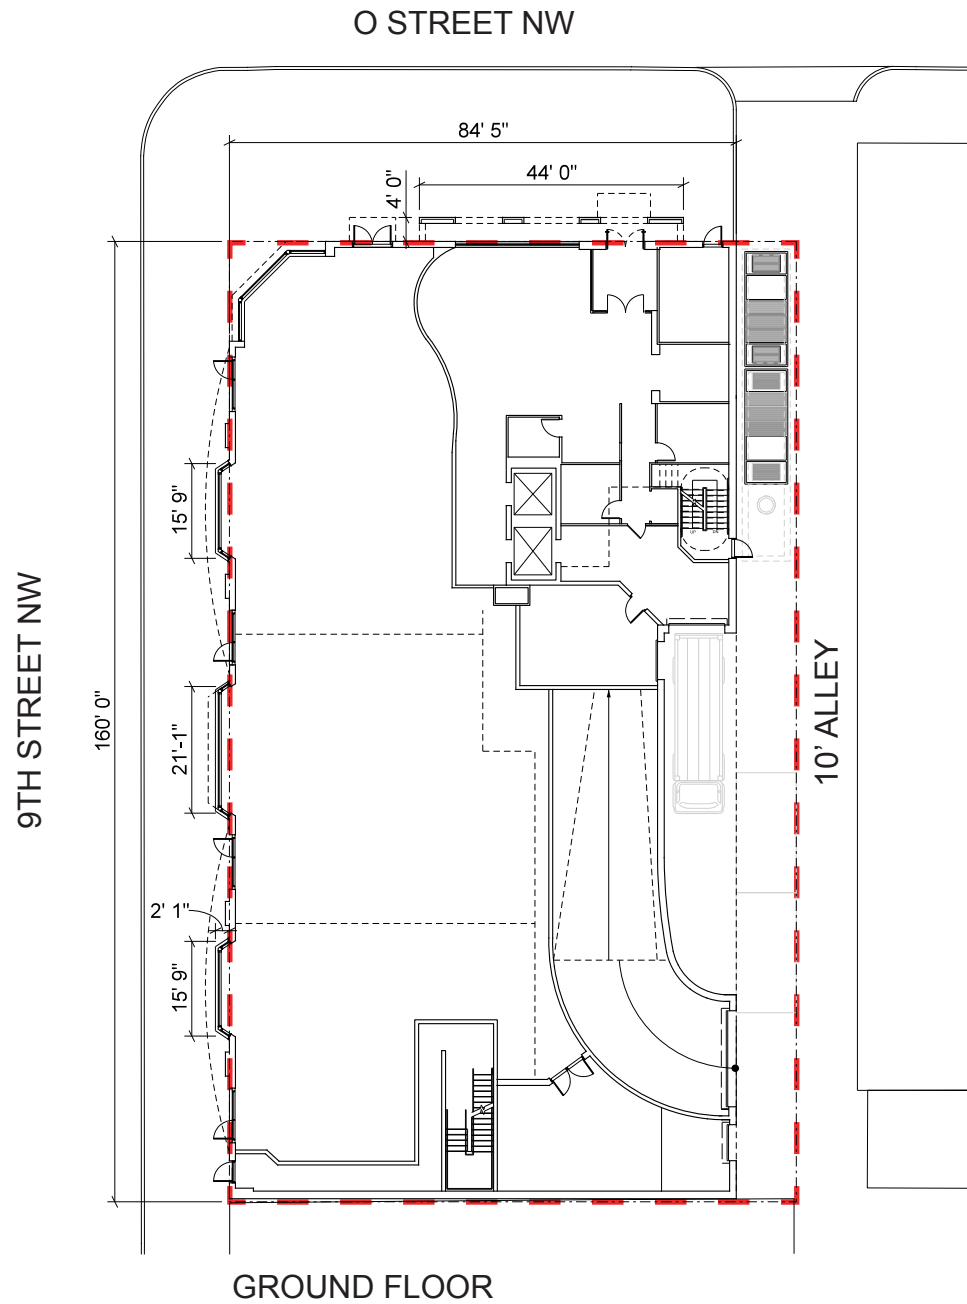 O STREET NW
84' 5"
44' 0"
4' 0"
15' 9"
9TH STREET NW
160' 0"
21'-1"
10' ALLEY
2' 1"
15' 9"
GROUND FLOOR